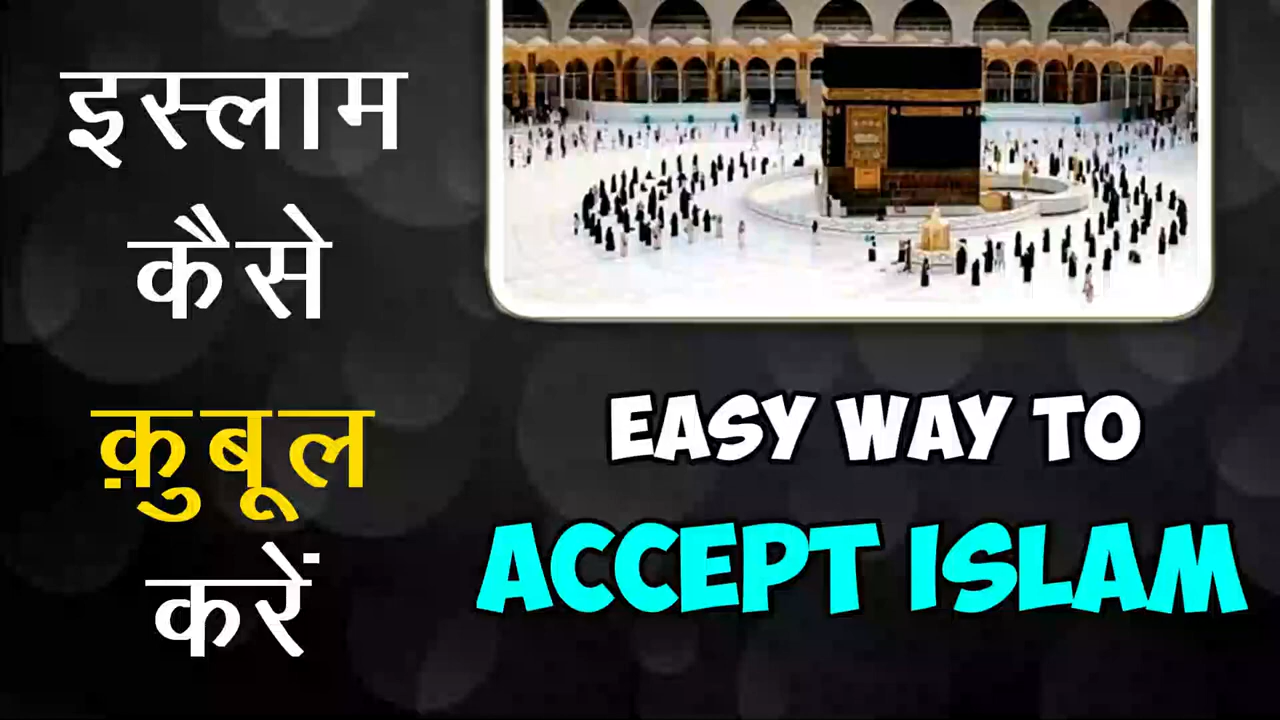 इस्लाम
कैसे
क़ुबूल
करें
EASY WAY TO
ACCEPT ISLAM